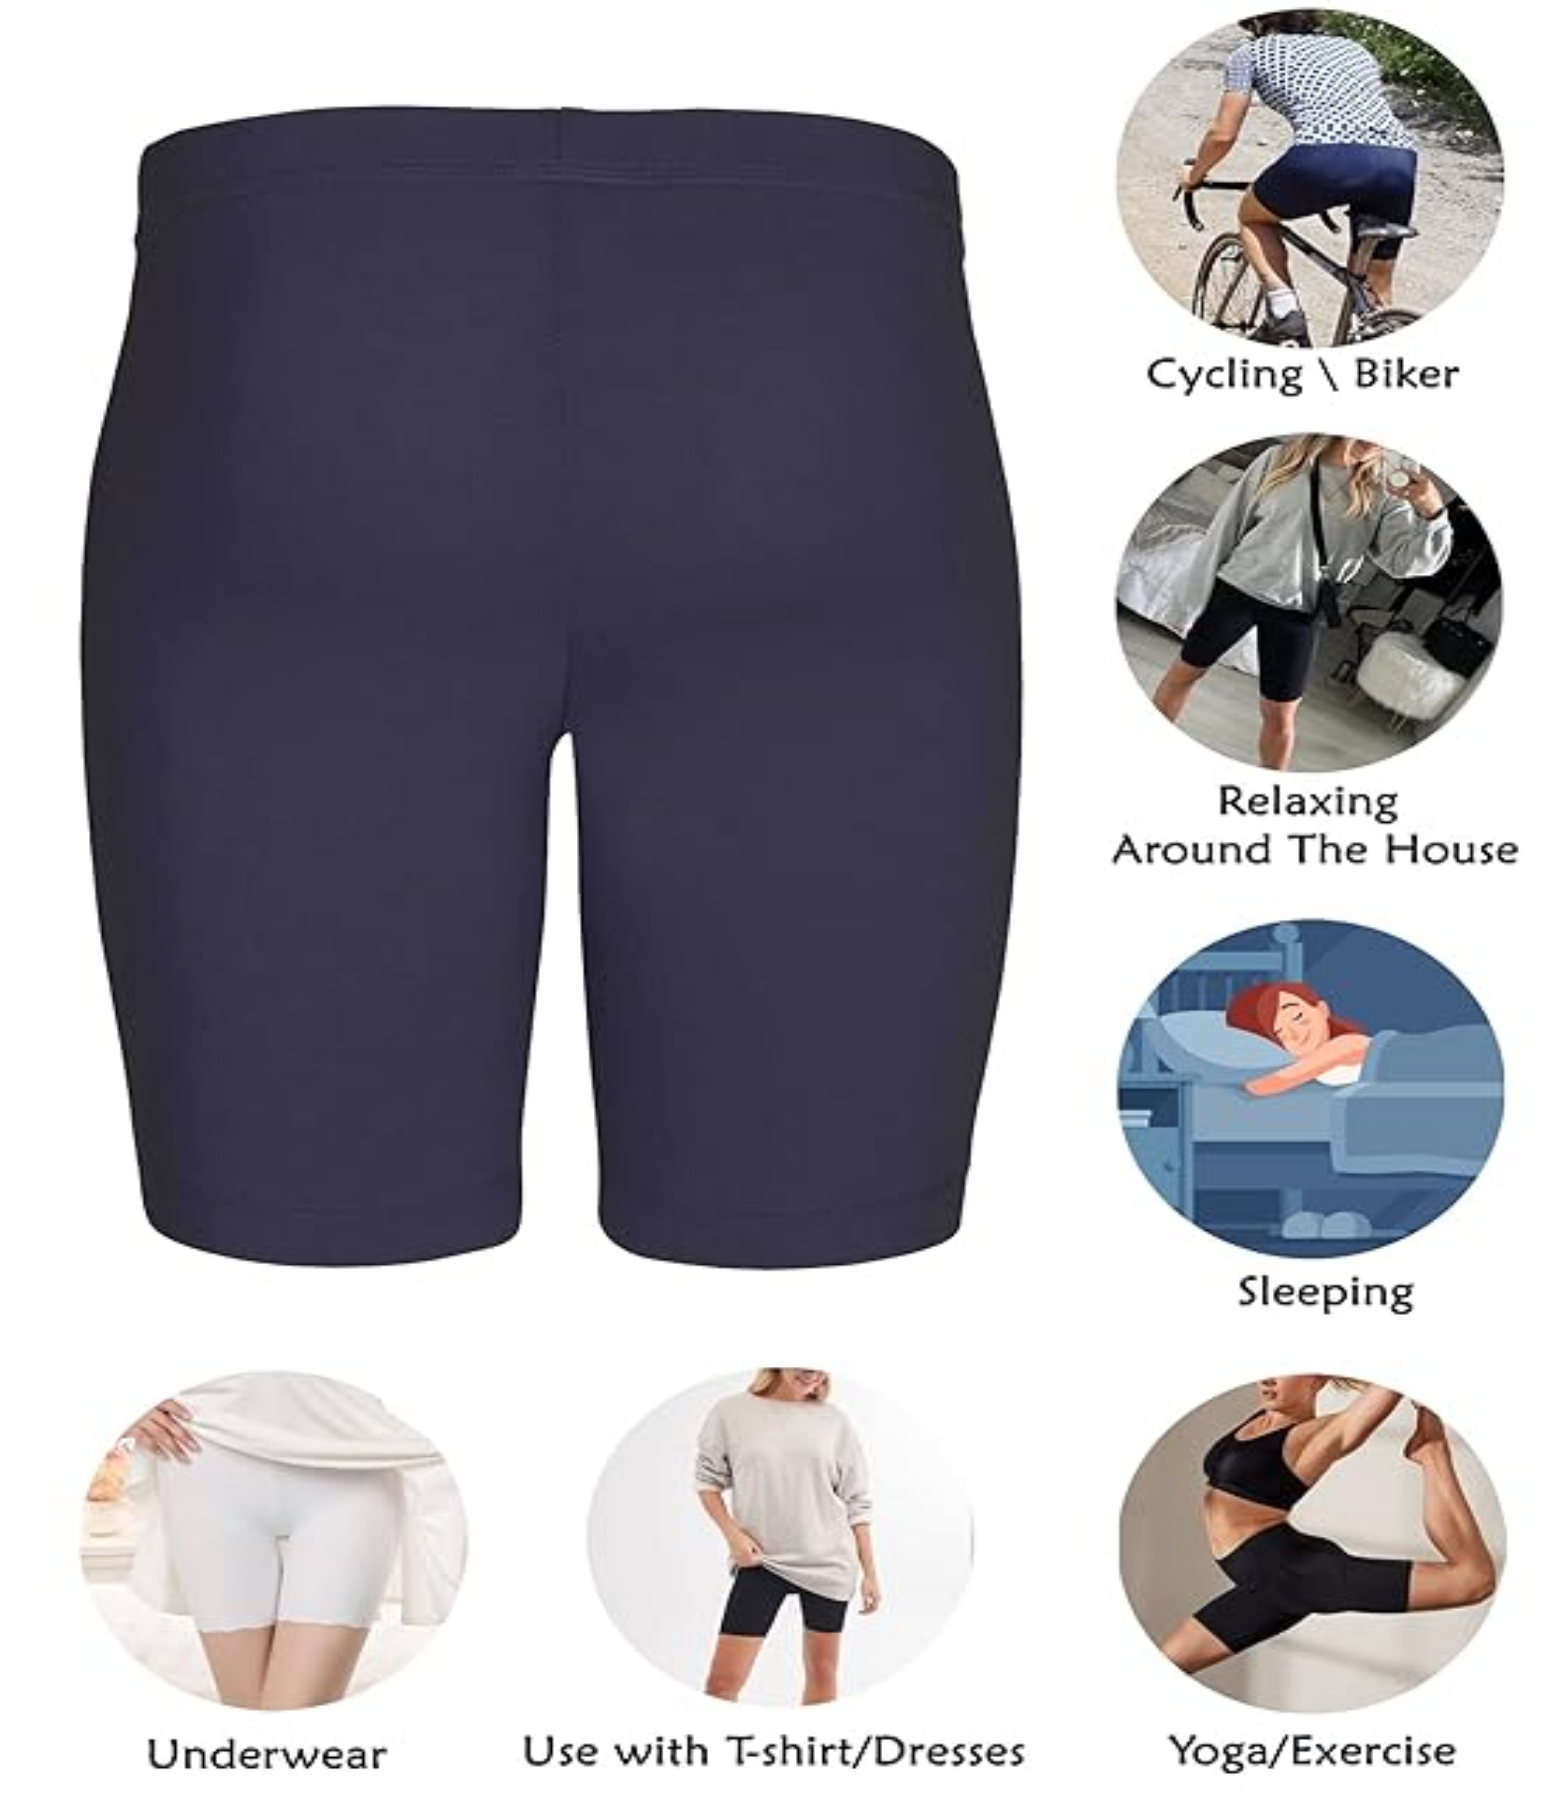 Cycling \ Biker
Relaxing
Around The House
Sleeping
Underwear
Use with T-shirt/Dresses
Yoga/Exercise